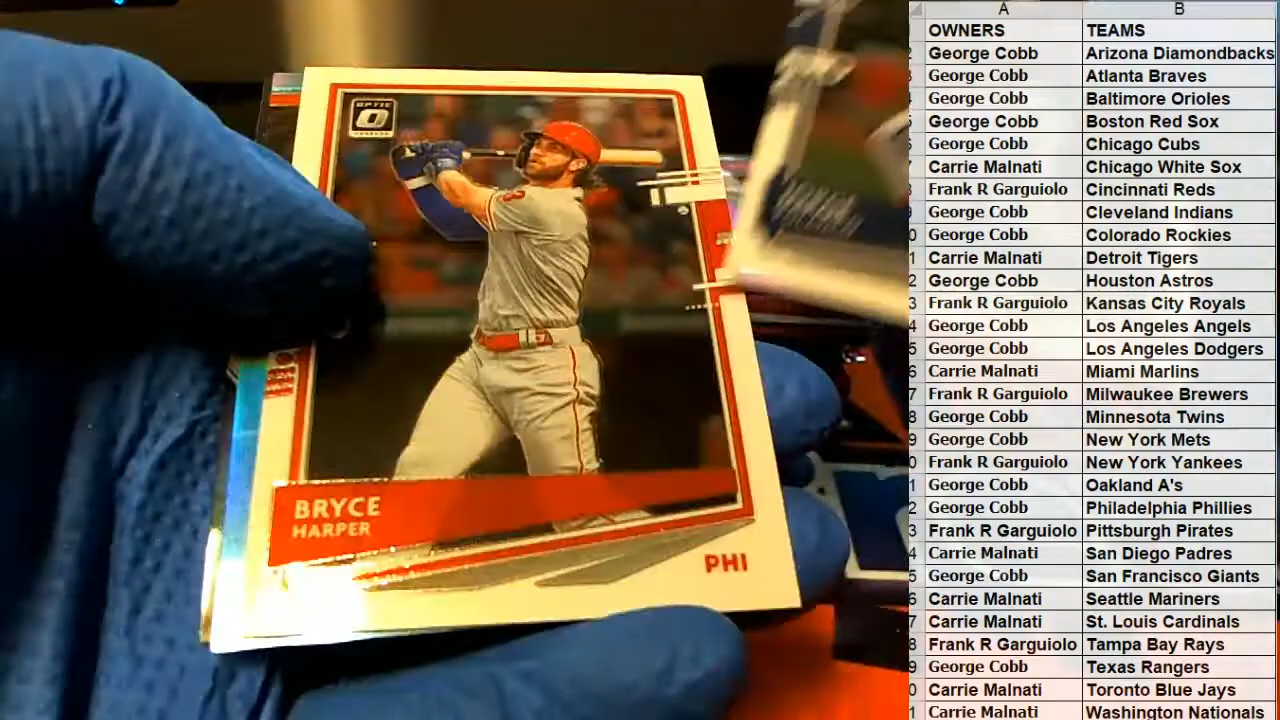 OPTIC
BRYCE
HARPER
PHI
A B
OWNERS TEAMS
George Cobb Arizona Diamondbacks
George Cobb Atlanta Braves
George Cobb Baltimore Orioles
George Cobb Boston Red Sox
George Cobb Chicago Cubs
Carrie Malnati Chicago White Sox
Frank R Garguiolo Cincinnati Reds
George Cobb Cleveland Indians
George Cobb Colorado Rockies
Carrie Malnati Detroit Tigers
George Cobb Houston Astros
Frank R Garguiolo Kansas City Royals
George Cobb Los Angeles Angels
George Cobb Los Angeles Dodgers
Carrie Malnati Miami Marlins
Frank R Garguiolo Milwaukee Brewers
George Cobb Minnesota Twins
George Cobb New York Mets
Frank R Garguiolo New York Yankees
George Cobb Oakland A's
George Cobb Philadelphia Phillies
Frank R Garguiolo Pittsburgh Pirates
Carrie Malnati San Diego Padres
George Cobb San Francisco Giants
Carrie Malnati Seattle Mariners
Carrie Malnati St. Louis Cardinals
Frank R Garguiolo Tampa Bay Rays
George Cobb Texas Rangers
Carrie Malnati Toronto Blue Jays
Carrie Malnati Washington Nationals